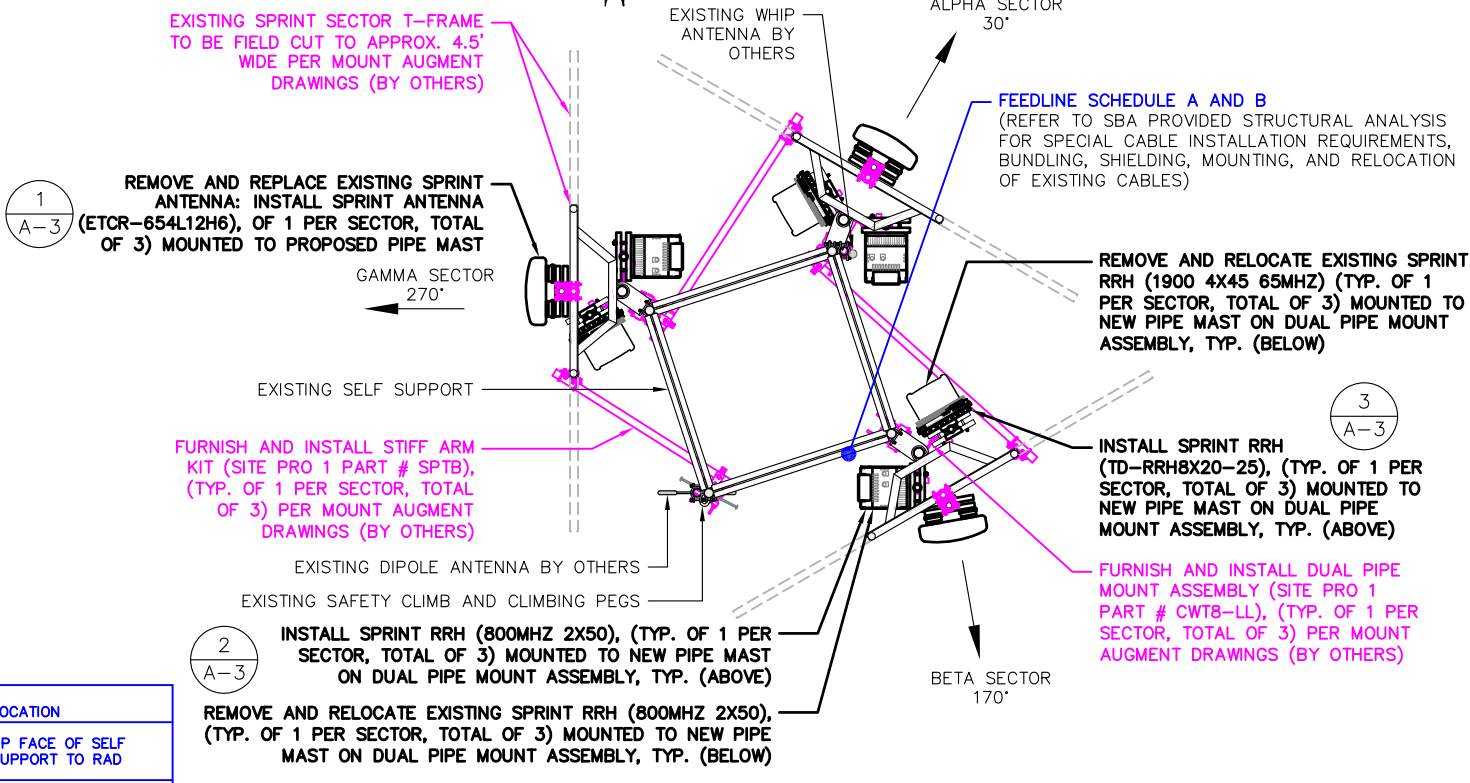 EXISTING SPRINT SECTOR T-FRAME
TO BE FIELD CUT TO APPROX. 4.5'
WIDE PER MOUNT AUGMENT
DRAWINGS (BY OTHERS)
EXISTING WHIP
ANTENNA BY
OTHERS
ALPHA SECTOR
30°
FEEDLINE SCHEDULE A AND B
(REFER TO SBA PROVIDED STRUCTURAL ANALYSIS
FOR SPECIAL CABLE INSTALLATION REQUIREMENTS,
BUNDLING, SHIELDING, MOUNTING, AND RELOCATION
OF EXISTING CABLES)
1
A-3
REMOVE AND REPLACE EXISTING SPRINT
ANTENNA: INSTALL SPRINT ANTENNA
(ETCR-654L12H6), OF 1 PER SECTOR, TOTAL
OF 3) MOUNTED TO PROPOSED PIPE MAST
GAMMA SECTOR
270°
REMOVE AND RELOCATE EXISTING SPRINT
RRH (1900 4X45 65MHZ) (TYP. OF 1
PER SECTOR, TOTAL OF 3) MOUNTED TO
NEW PIPE MAST ON DUAL PIPE MOUNT
ASSEMBLY, TYP. (BELOW)
EXISTING SELF SUPPORT
3
A-3
FURNISH AND INSTALL STIFF ARM
KIT (SITE PRO 1 PART # SPTB),
(TYP. OF 1 PER SECTOR, TOTAL
OF 3) PER MOUNT AUGMENT
DRAWINGS (BY OTHERS)
INSTALL SPRINT RRH
(TD-RRH8X20-25), (TYP. OF 1 PER
SECTOR, TOTAL OF 3) MOUNTED TO
NEW PIPE MAST ON DUAL PIPE
MOUNT ASSEMBLY, TYP. (ABOVE)
EXISTING DIPOLE ANTENNA BY OTHERS
EXISTING SAFETY CLIMB AND CLIMBING PEGS
FURNISH AND INSTALL DUAL PIPE
MOUNT ASSEMBLY (SITE PRO 1
PART # CWT8-LL), (TYP. OF 1 PER
SECTOR, TOTAL OF 3) PER MOUNT
AUGMENT DRAWINGS (BY OTHERS)
2
A-3
INSTALL SPRINT RRH (800MHZ 2X50), (TYP. OF 1 PER
SECTOR, TOTAL OF 3) MOUNTED TO NEW PIPE MAST
ON DUAL PIPE MOUNT ASSEMBLY, TYP. (ABOVE)
BETA SECTOR
170°
REMOVE AND RELOCATE EXISTING SPRINT RRH (800MHZ 2X50),
(TYP. OF 1 PER SECTOR, TOTAL OF 3) MOUNTED TO NEW PIPE
MAST ON DUAL PIPE MOUNT ASSEMBLY, TYP. (BELOW)
OCATION
P FACE OF SELF
UPPORT TO RAD